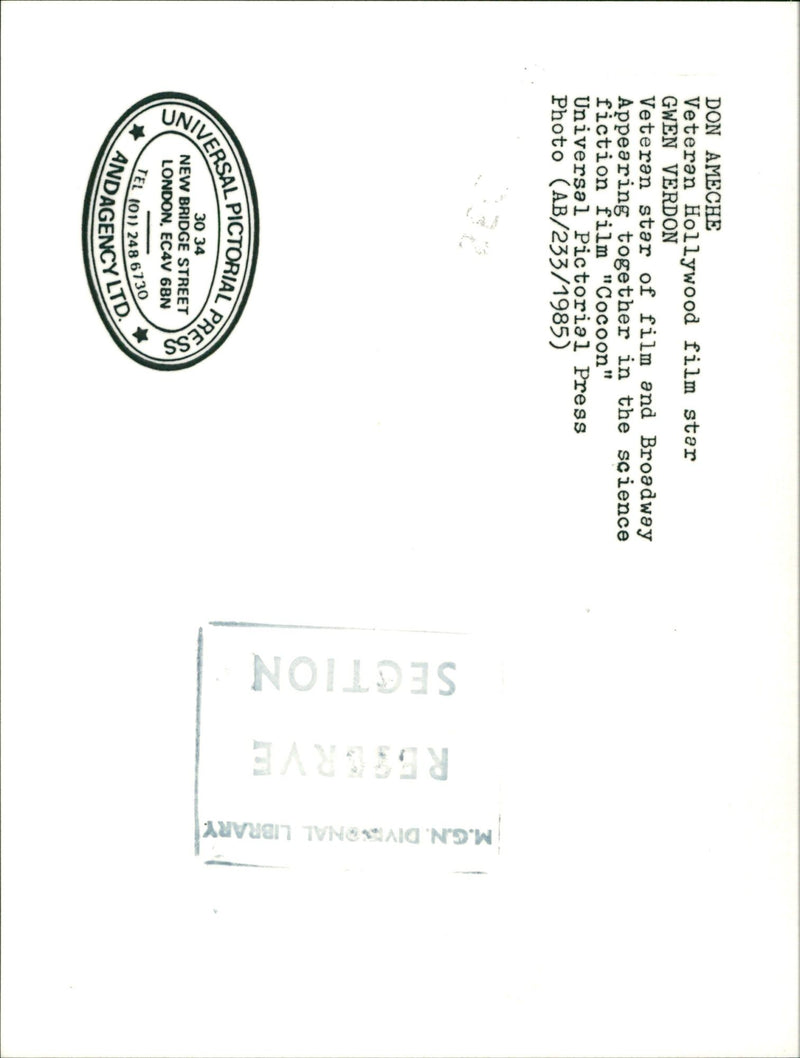 DON AMECHE
Veteran Hollywood film star
GWEN VERDON
Veteran star of film and Broadway
Appearing together in the science
fiction film "Cocoon"
Universal Pictorial Press
Photo (AB/233/1985)
UNIVERSAL PICTORIAL PRESS
30 34
NEW BRIDGE STREET
LONDON, EC4V 6BN
TEL (01) 248 6730
AND AGENCY LTD.
M.G.N. DIVISIONAL LIBRARY
RESERVE
SECTION